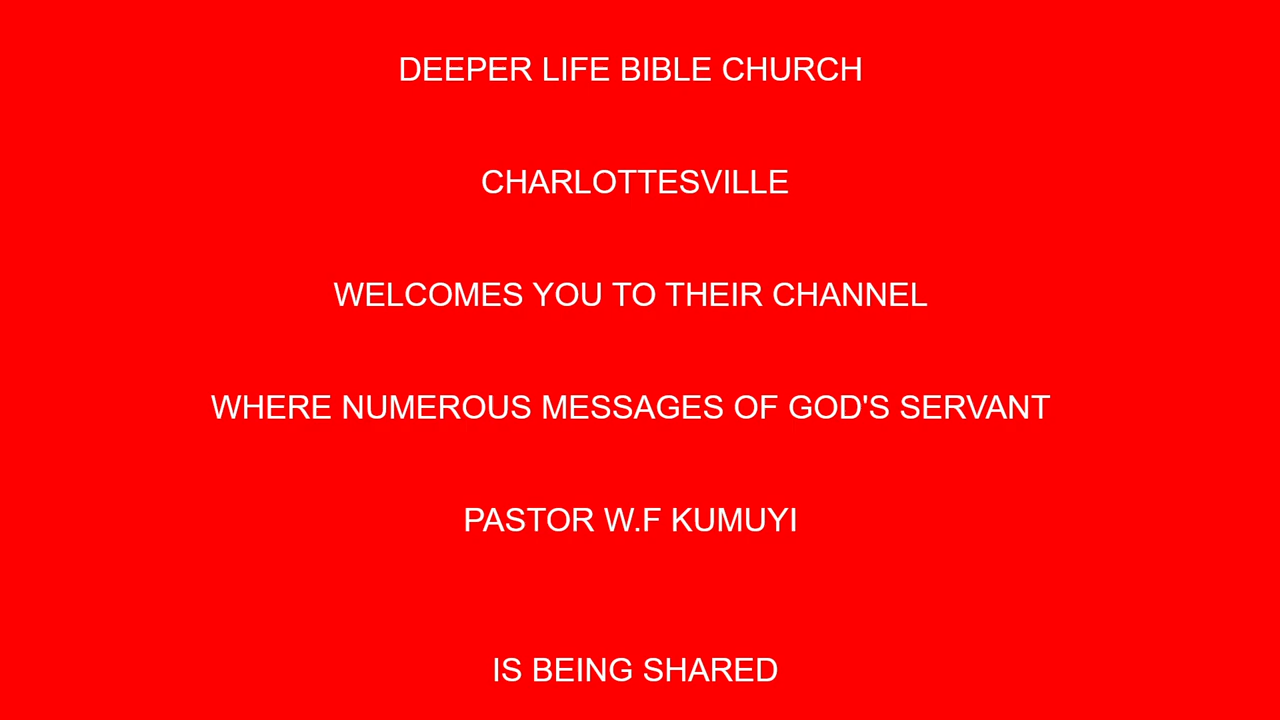 DEEPER LIFE BIBLE CHURCH
CHARLOTTESVILLE
WELCOMES YOU TO THEIR CHANNEL
WHERE NUMEROUS MESSAGES OF GOD'S SERVANT
PASTOR W.F KUMUYI
IS BEING SHARED